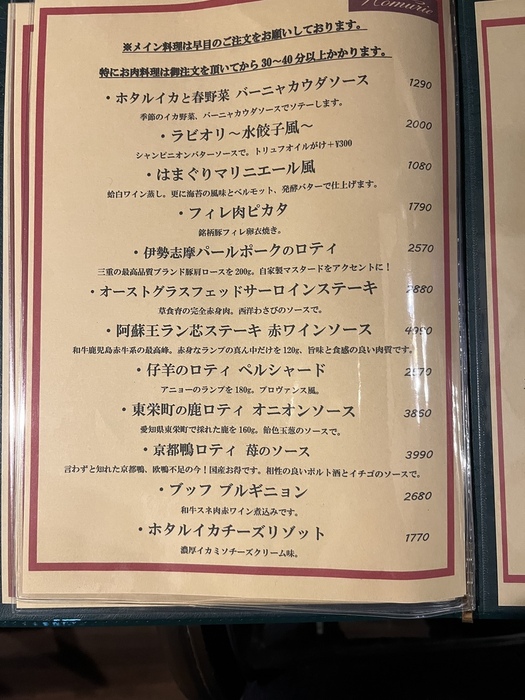 Nomurie
※メイン料理は早目のご注文をお願いしております。
特にお肉料理は御注文を頂いてから30～40分以上かかります。
・ホタルイカと春野菜 バーニャカウダソース 1290
季節のイカ野菜、バーニャカウダソースでソテーします。
・ラビオリ～水餃子風～ 2000
シャンピニオンバターソースで。トリュフオイルがけ＋¥300
・はまぐりマリニエール風 1080
蛤白ワイン蒸し。更に海苔の風味とベルモット、発酵バターで仕上げます。
・フィレ肉ピカタ 1790
銘柄豚フィレ卵衣焼き。
・伊勢志摩パールポークのロティ 2570
三重の最高品質ブランド豚肩ロースを200g。自家製マスタードをアクセントに！
・オーストグラスフェッドサーロインステーキ 2880
草食育の完全赤身肉。西洋わさびのソースで。
・阿蘇王ラン芯ステーキ 赤ワインソース 4990
和牛鹿児島赤牛系の最高峰。赤身なランプの真ん中だけを120g、旨味と食感の良い肉質です。
・仔羊のロティ ペルシャード 2570
アニョーのランプを180g。プロヴァンス風。
・東栄町の鹿ロティ オニオンソース 3850
愛知県東栄町で採れた鹿を160g。飴色玉葱のソースで。
・京都鴨ロティ 苺のソース 3990
言わずと知れた京都鴨、欧鴨不足の今！国産お得です。相性の良いポルト酒とイチゴのソースで。
・ブッフ ブルギニョン 2680
和牛スネ肉赤ワイン煮込みです。
・ホタルイカチーズリゾット 1770
濃厚イカミソチーズクリーム味。